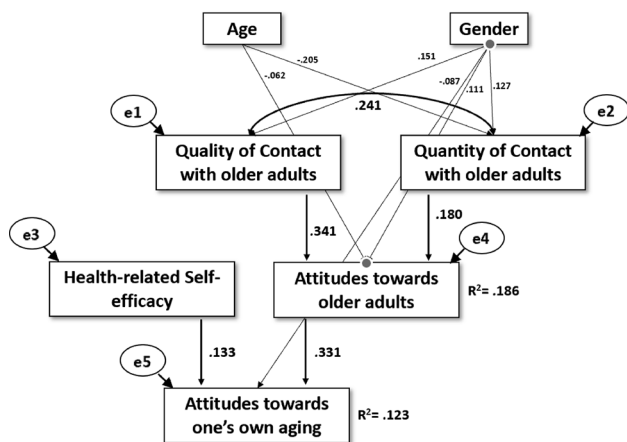 Age
Gender
-.205
.151
-.062
-.087
.111
.127
e1
.241
e2
Quality of Contact
with older adults
Quantity of Contact
with older adults
.341
.180
e3
e4
Health-related Self-
efficacy
Attitudes towards
older adults
R²= .186
.133
.331
e5
Attitudes towards
one's own aging
R²= .123